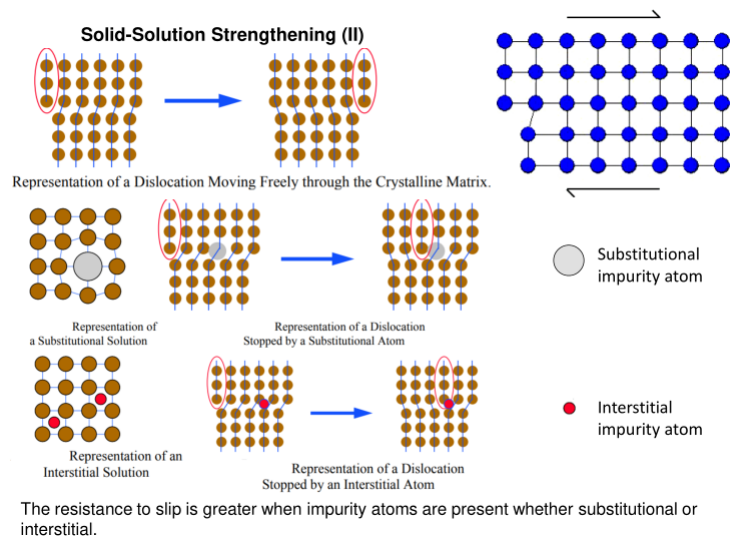 Solid-Solution Strengthening (II)
Representation of a Dislocation Moving Freely through the Crystalline Matrix.
Substitutional
impurity atom
Representation of
a Substitutional Solution
Representation of a Dislocation
Stopped by a Substitutional Atom
Interstitial
impurity atom
Representation of an
Interstitial Solution
Representation of a Dislocation
Stopped by an Interstitial Atom
The resistance to slip is greater when impurity atoms are present whether substitutional or
interstitial.